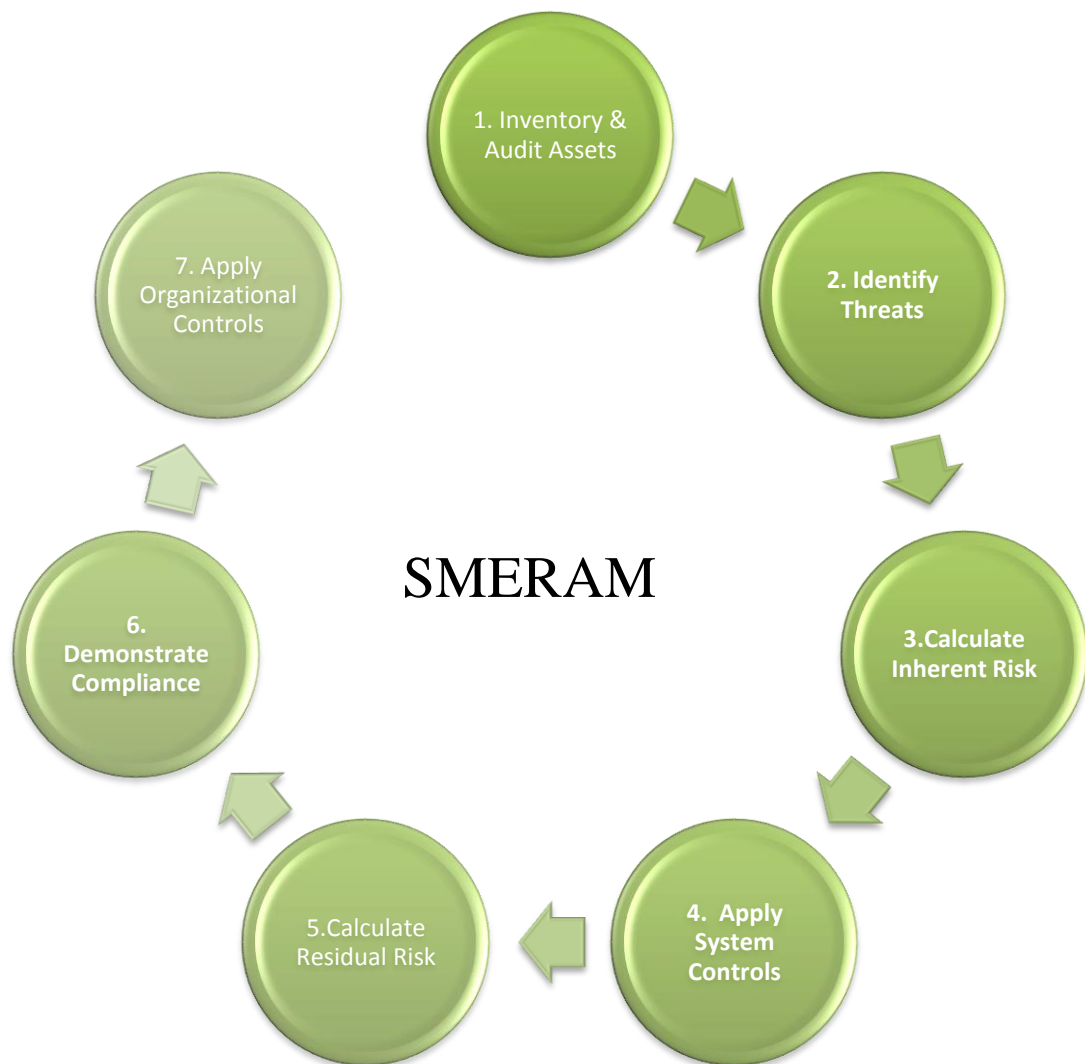 1. Inventory &
Audit Assets
2. Identify
Threats
3.Calculate
Inherent Risk
4. Apply
System
Controls
5.Calculate
Residual Risk
6.
Demonstrate
Compliance
7. Apply
Organizational
Controls
SMERAM